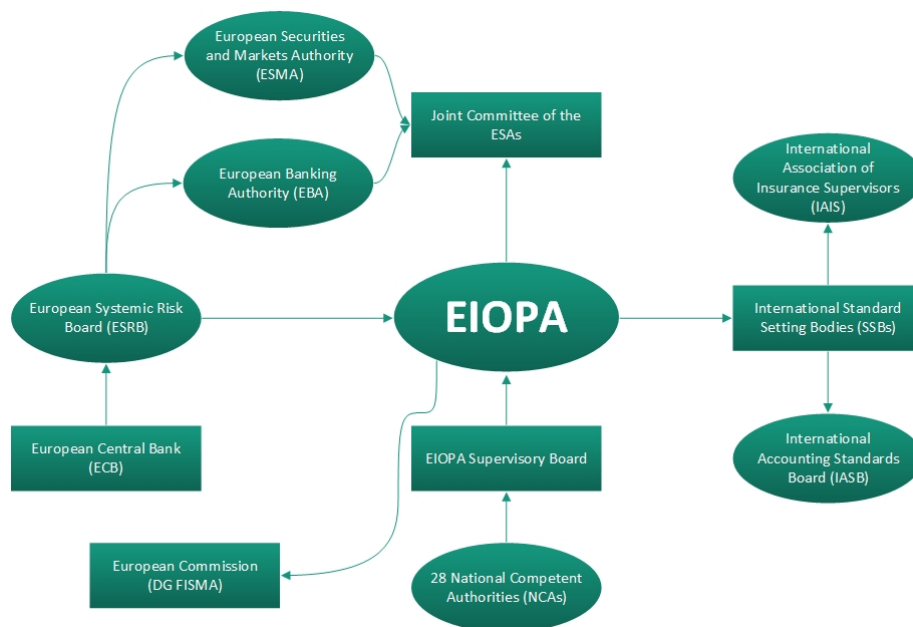 European Securities
and Markets Authority
(ESMA)
Joint Committee of the
ESAs
European Banking
Authority (EBA)
International
Association of
Insurance Supervisors
(IAIS)
European Systemic Risk
Board (ESRB)
EIOPA
International Standard
Setting Bodies (SSBs)
European Central Bank
(ECB)
EIOPA Supervisory Board
International
Accounting Standards
Board (IASB)
European Commission
(DG FISMA)
28 National Competent
Authorities (NCAs)